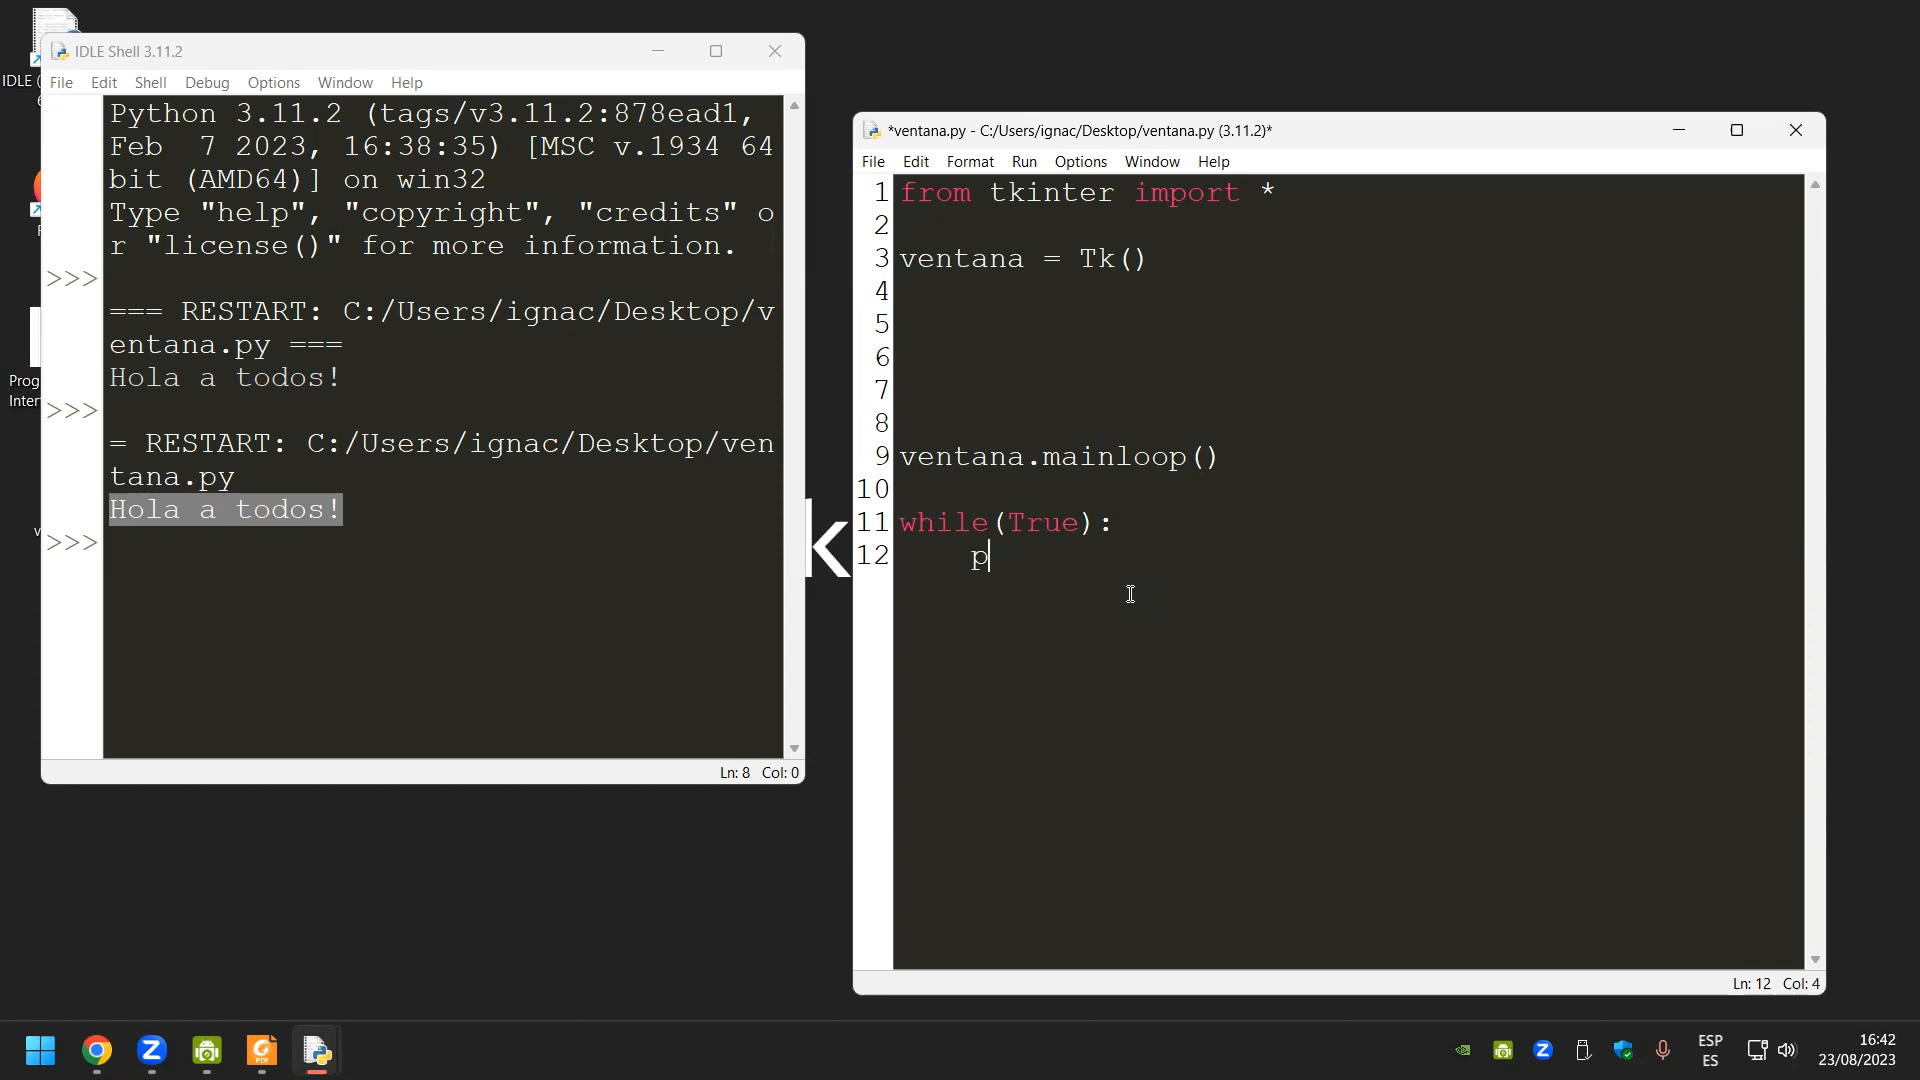 IDLE (
6
Prog
Inter
v
IDLE Shell 3.11.2
File Edit Shell Debug Options Window Help
Python 3.11.2 (tags/v3.11.2:878ead1,
Feb  7 2023, 16:38:35) [MSC v.1934 64
bit (AMD64)] on win32
Type "help", "copyright", "credits" o
r "license()" for more information.
>>>
=== RESTART: C:/Users/ignac/Desktop/v
entana.py ===
Hola a todos!
>>>
= RESTART: C:/Users/ignac/Desktop/ven
tana.py
Hola a todos!
>>>
Ln: 8 Col: 0
k
*ventana.py - C:/Users/ignac/Desktop/ventana.py (3.11.2)*
File Edit Format Run Options Window Help
1 from tkinter import *
2
3 ventana = Tk()
4
5
6
7
8
9 ventana.mainloop()
10
11 while(True):
12     p
Ln: 12 Col: 4
ESP
ES
16:42
23/08/2023